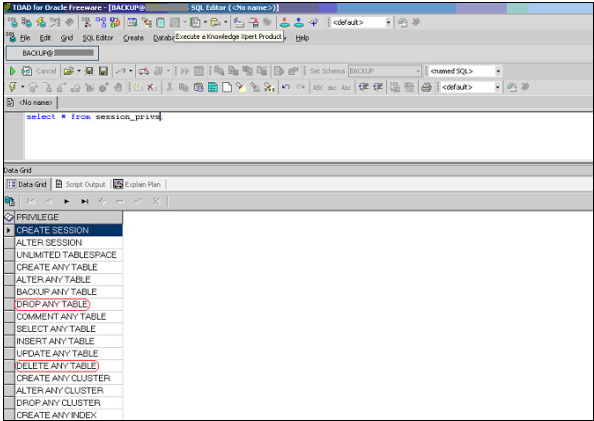 TOAD for Oracle Freeware - [BACKUP@ SQL Editor (<No name>)]
<default>
File Edit Grid SQL Editor Create Databa Execute a Knowledge Xpert Product Help
BACKUP@
Cancel Set Schema BACKUP <named SQL>
ABC abc Abc <default>
<No name>
select * from session_privs
Data Grid
Data Grid Script Output Explain Plan
PRIVILEGE
CREATE SESSION
ALTER SESSION
UNLIMITED TABLESPACE
CREATE ANY TABLE
ALTER ANY TABLE
BACKUP ANY TABLE
DROP ANY TABLE
COMMENT ANY TABLE
SELECT ANY TABLE
INSERT ANY TABLE
UPDATE ANY TABLE
DELETE ANY TABLE
CREATE ANY CLUSTER
ALTER ANY CLUSTER
DROP ANY CLUSTER
CREATE ANY INDEX